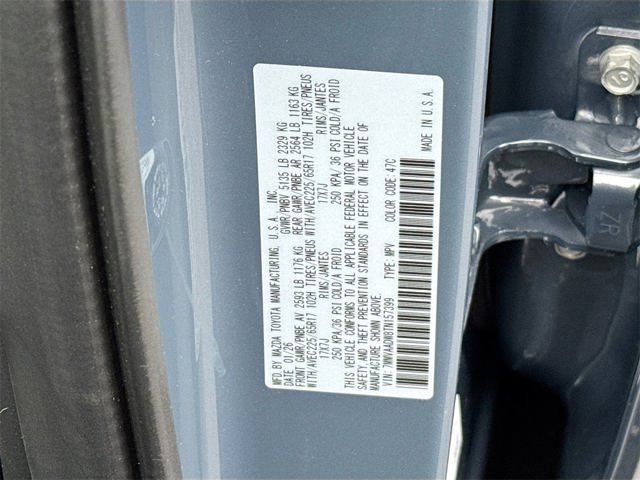 MFD. BY MAZDA TOYOTA MANUFACTURING, U.S.A., INC.
DATE: 01/26 GVWR/PNBV 5135 LB 2329 KG
FRONT GAWR/PNBE AV 2593 LB 1176 KG REAR GAWR/PNBE AR 2564 LB 1163 KG
WITH/AVEC225/65R17 102H TIRES/PNEUS WITH/AVEC225/65R17 102H TIRES/PNEUS
17X7J RIMS/JANTES 17X7J RIMS/JANTES
250 KPA/36 PSI COLD/A FROID 250 KPA/ 36 PSI COLD/A FROID
THIS VEHICLE CONFORMS TO ALL APPLICABLE FEDERAL MOTOR VEHICLE
SAFETY, AND THEFT PREVENTION STANDARDS IN EFFECT ON THE DATE OF
MANUFACTURE SHOWN ABOVE.
COLOR CODE: 47C
TYPE: MPV
MADE IN U.S.A.
ZR